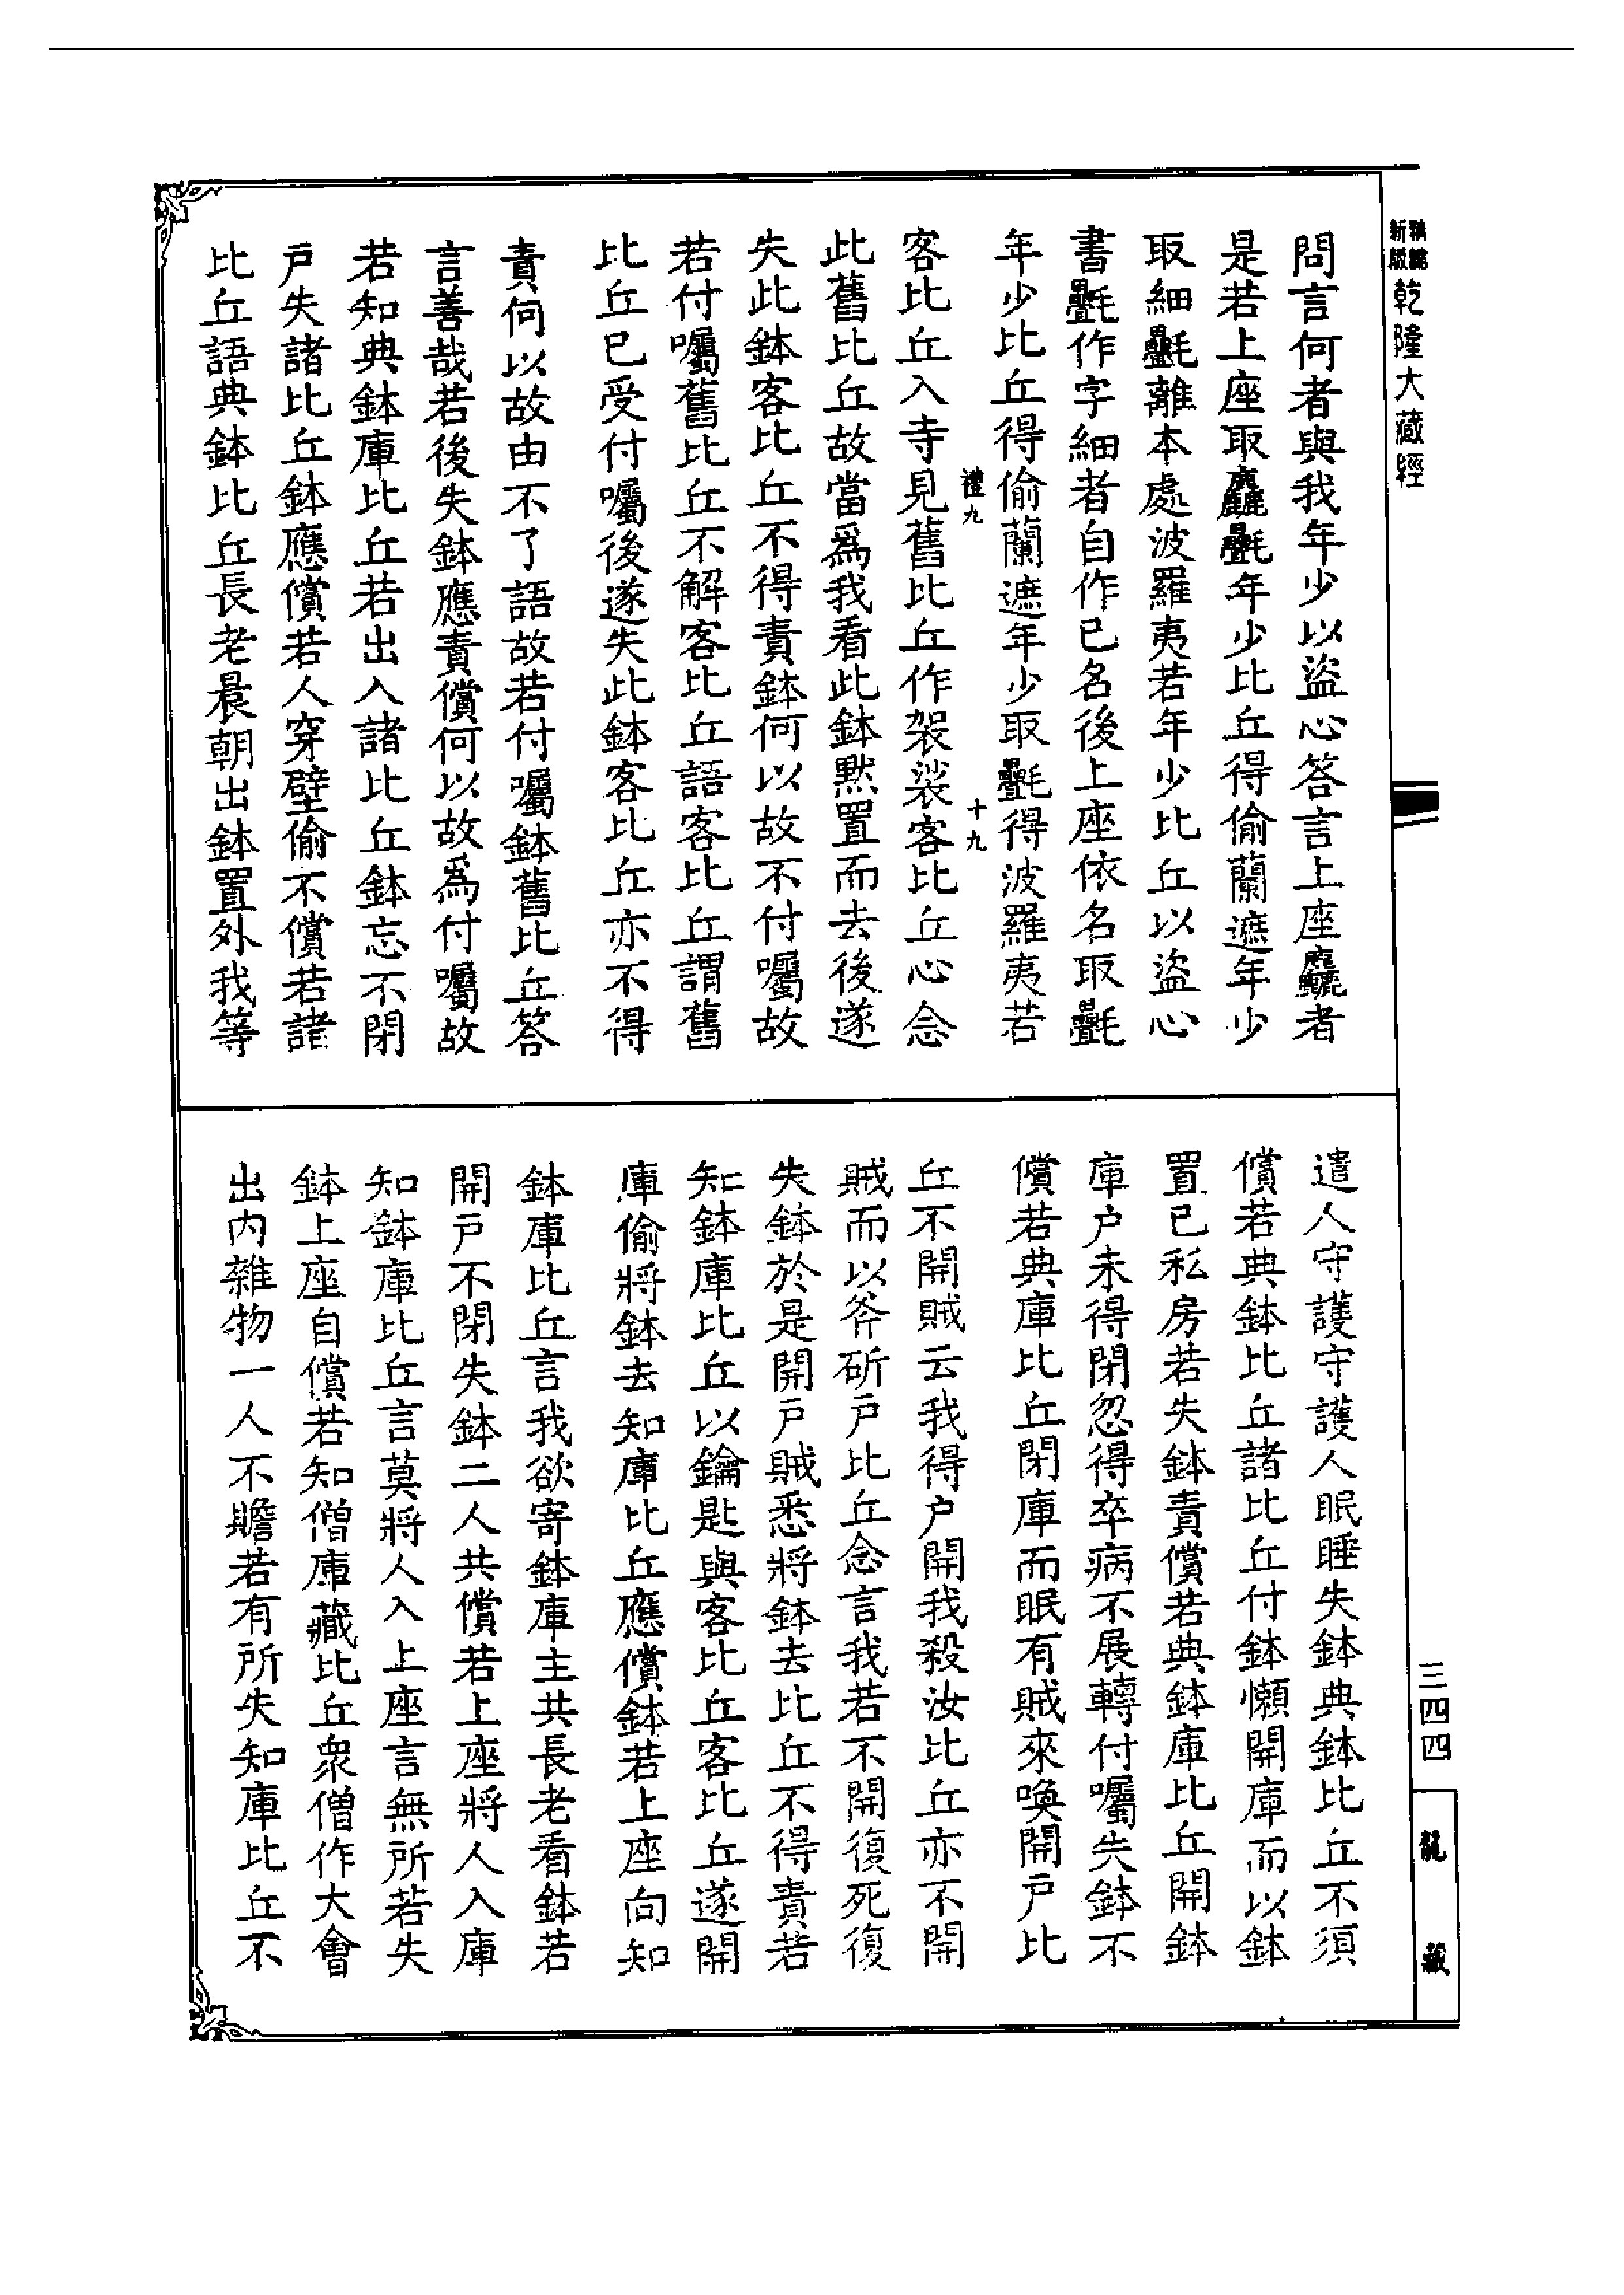 乾隆大藏經
問言何者與我年少以盜心答言上座麤者
是若上座取麤㲲年少比丘得偷蘭遮年少
取細㲲離本處波羅夷若年少比丘以盜心
書㲲作字細者自作已名後上座依名取㲲
年少比丘得偷蘭遮年少取㲲得波羅夷若
禮九
十九
客比丘入寺見舊比丘作袈裟客比丘心念
此舊比丘故當為我看此鉢默置而去後遂
失此鉢客比丘不得責鉢何以故不付囑故
若付囑舊比丘不解客比丘語客比丘謂舊
比丘已受付囑後遂失此鉢客比丘亦不得
責何以故由不了語故若付囑鉢舊比丘答
言善哉若後失鉢應責償何以故為付囑故
若知典鉢庫比丘若出入諸比丘鉢忘不閉
戶失諸比丘鉢應償若人穿壁偷不償若諸
比丘語典鉢比丘長老晨朝出鉢置外我等
遣人守護守護人眠睡失鉢典鉢比丘不須
償若典鉢比丘諸比丘付鉢懶開庫而以鉢
置已私房若失鉢責償若典鉢庫比丘開鉢
庫戶未得閉忽得卒病不展轉付囑失鉢不
償若典庫比丘閉庫而眠有賊來喚開戶比
丘不開賊云我得戶開我殺汝比丘亦不開
賊而以斧斫戶比丘念言我若不開復死復
失鉢於是開戶賊悉將鉢去比丘不得責若
知鉢庫比丘以鑰匙與客比丘客比丘遂開
庫偷將鉢去知庫比丘應償鉢若上座向知
鉢庫比丘言我欲寄鉢庫主共長老看鉢若
開戶不閉失鉢二人共償若上座將人入庫
知鉢庫比丘言莫將人入上座言無所若失
鉢上座自償若知僧庫藏比丘眾僧作大會
出內雜物一人不贍若有所失知庫比丘不
三四四
龍藏